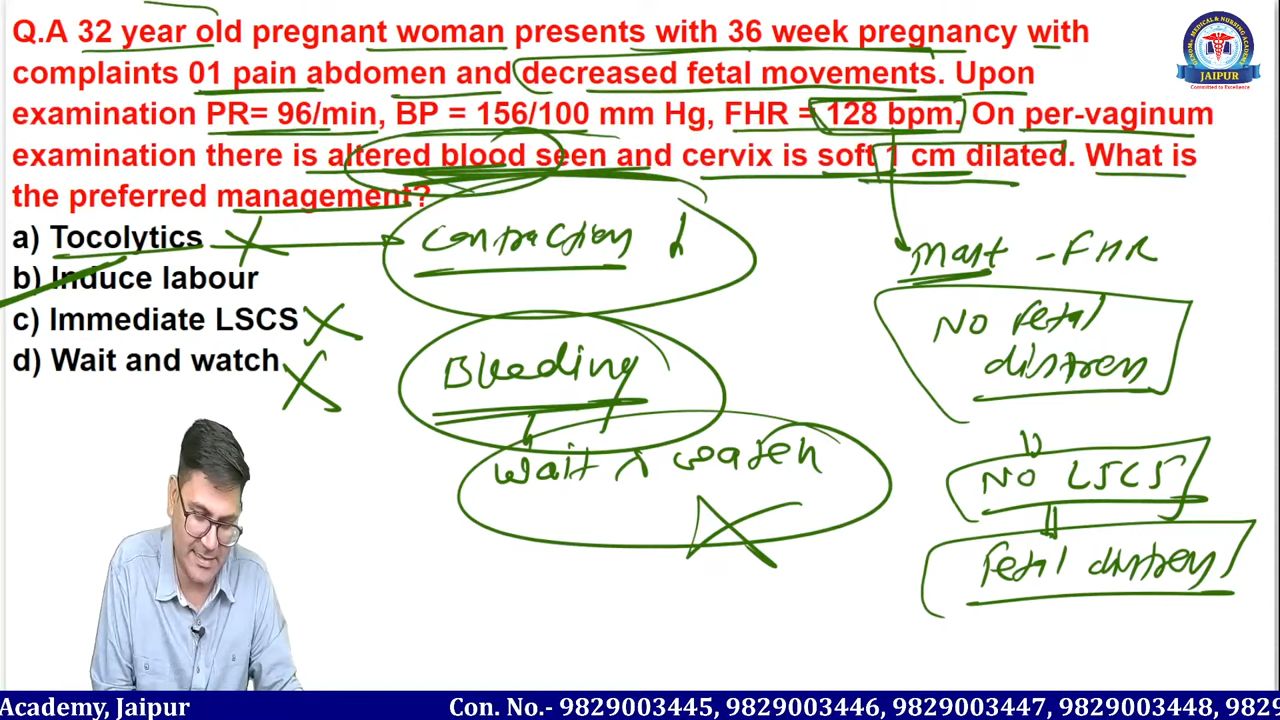 Q.A 32 year old pregnant woman presents with 36 week pregnancy with
complaints 01 pain abdomen and decreased fetal movements. Upon
examination PR= 96/min, BP = 156/100 mm Hg, FHR = 128 bpm. On per-vaginum
examination there is altered blood seen and cervix is soft 1 cm dilated. What is
the preferred management?
a) Tocolytics
b) Induce labour
c) Immediate LSCS
d) Wait and watch
Contraction ↓
Bleeding
wait
- FHR
No fetal
distress
NO LSCS
fetal distress
JAIPUR
Committed to Excellence
Academy, Jaipur
Con. No.- 9829003445, 9829003446, 9829003447, 9829003448, 9829